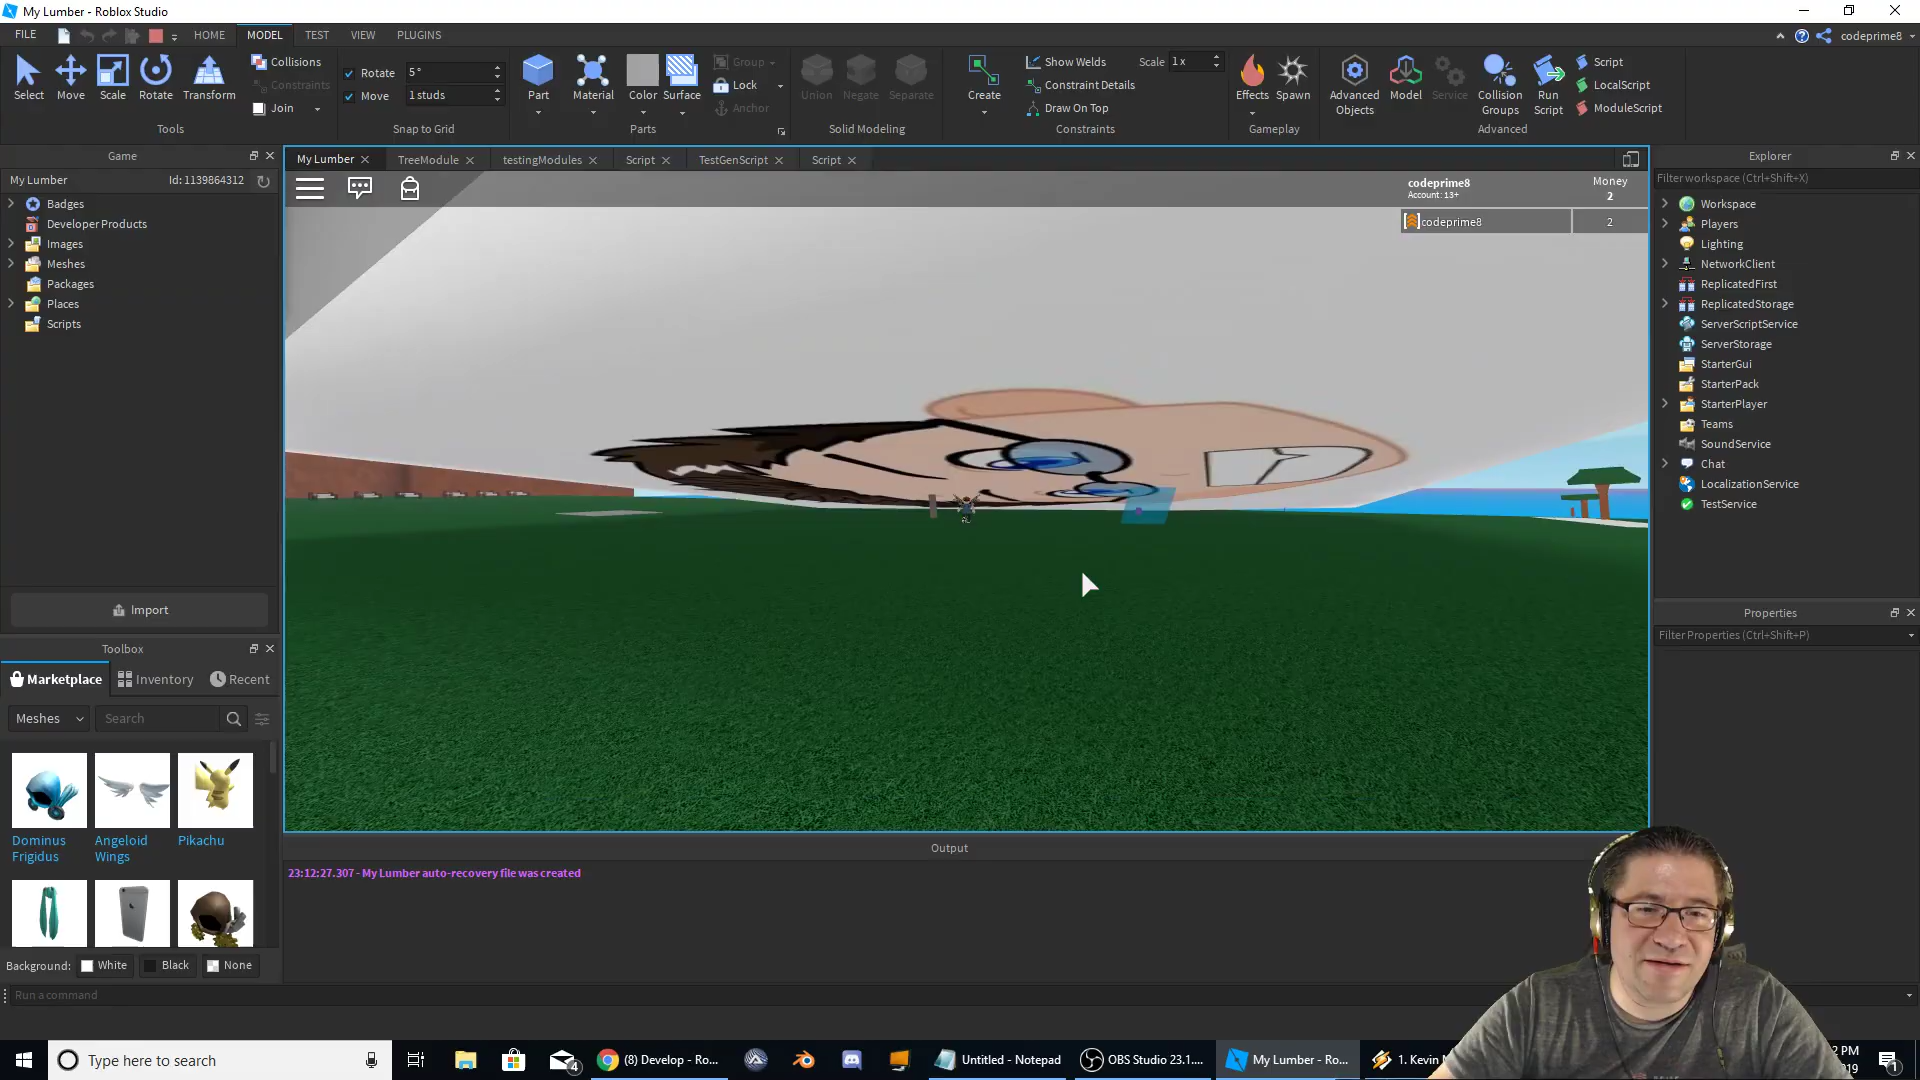 My Lumber - Roblox Studio
FILE HOME MODEL TEST VIEW PLUGINS codeprime8
Select Move Scale Rotate Transform
Collisions
Constraints
Join
Tools
Rotate 5°
Move 1 studs
Snap to Grid
Part Material Color Surface
Group
Lock
Anchor
Parts
Union Negate Separate
Solid Modeling
Create
Show Welds
Constraint Details
Draw On Top
Scale 1x
Constraints
Effects Spawn
Gameplay
Advanced Objects
Model
Service
Collision Groups
Run Script
Script
LocalScript
ModuleScript
Advanced
Game
My Lumber Id: 1139864312
Badges
Developer Products
Images
Meshes
Packages
Places
Scripts
Import
Toolbox
Marketplace Inventory Recent
Meshes Search
Dominus Frigidus
Angeloid Wings
Pikachu
Background: White Black None
Run a command
My Lumber TreeModule testingModules Script TestGenScript Script
codeprime8
Account: 13+
Money
2
codeprime8 2
Output
23:12:27.307 - My Lumber auto-recovery file was created
Explorer
Filter workspace (Ctrl+Shift+X)
Workspace
Players
Lighting
NetworkClient
ReplicatedFirst
ReplicatedStorage
ServerScriptService
ServerStorage
StarterGui
StarterPack
StarterPlayer
Teams
SoundService
Chat
LocalizationService
TestService
Properties
Filter Properties (Ctrl+Shift+P)
Type here to search
4
(8) Develop - Ro...
Untitled - Notepad
OBS Studio 23.1....
My Lumber - Ro...
1. Kevin
2 PM
019
1